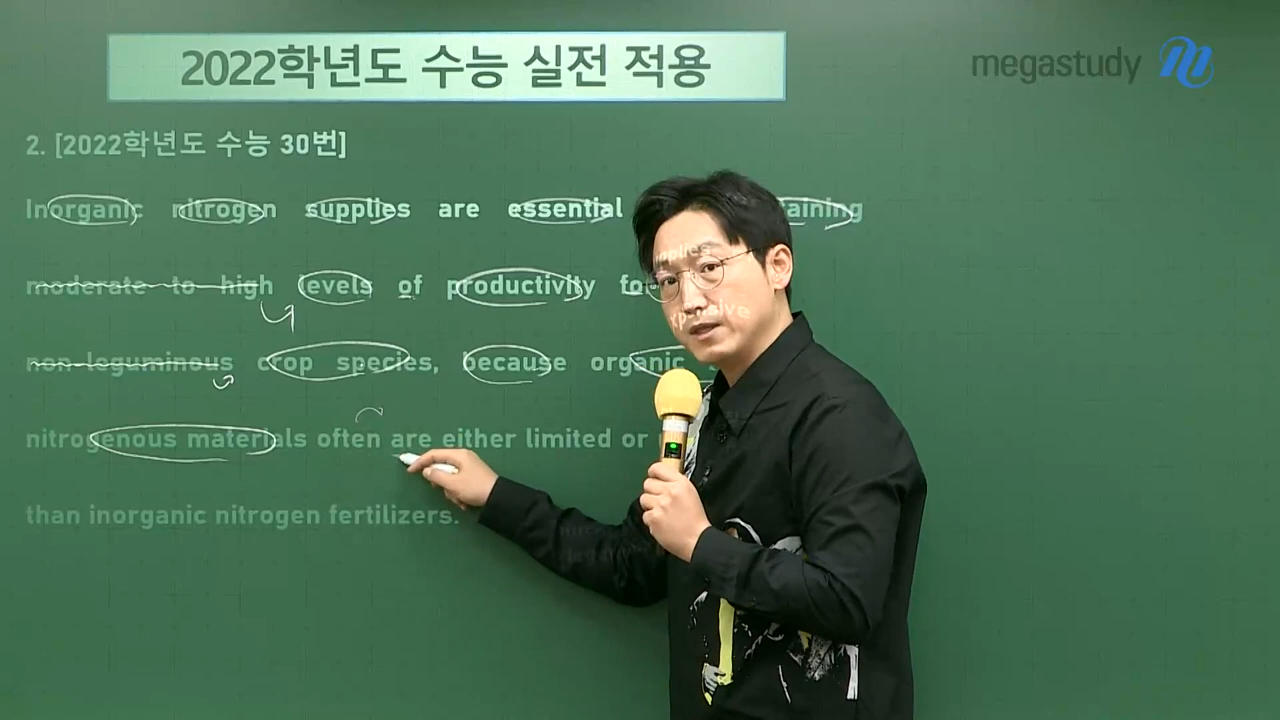 2022학년도 수능 실전 적용
megastudy
2. [2022학년도 수능 30번]
Inorganic nitrogen supplies are essential aining
moderate to high levels of productivity fo
non-leguminous crop species, because organic
nitrogenous materials often are either limited or
than inorganic nitrogen fertilizers.